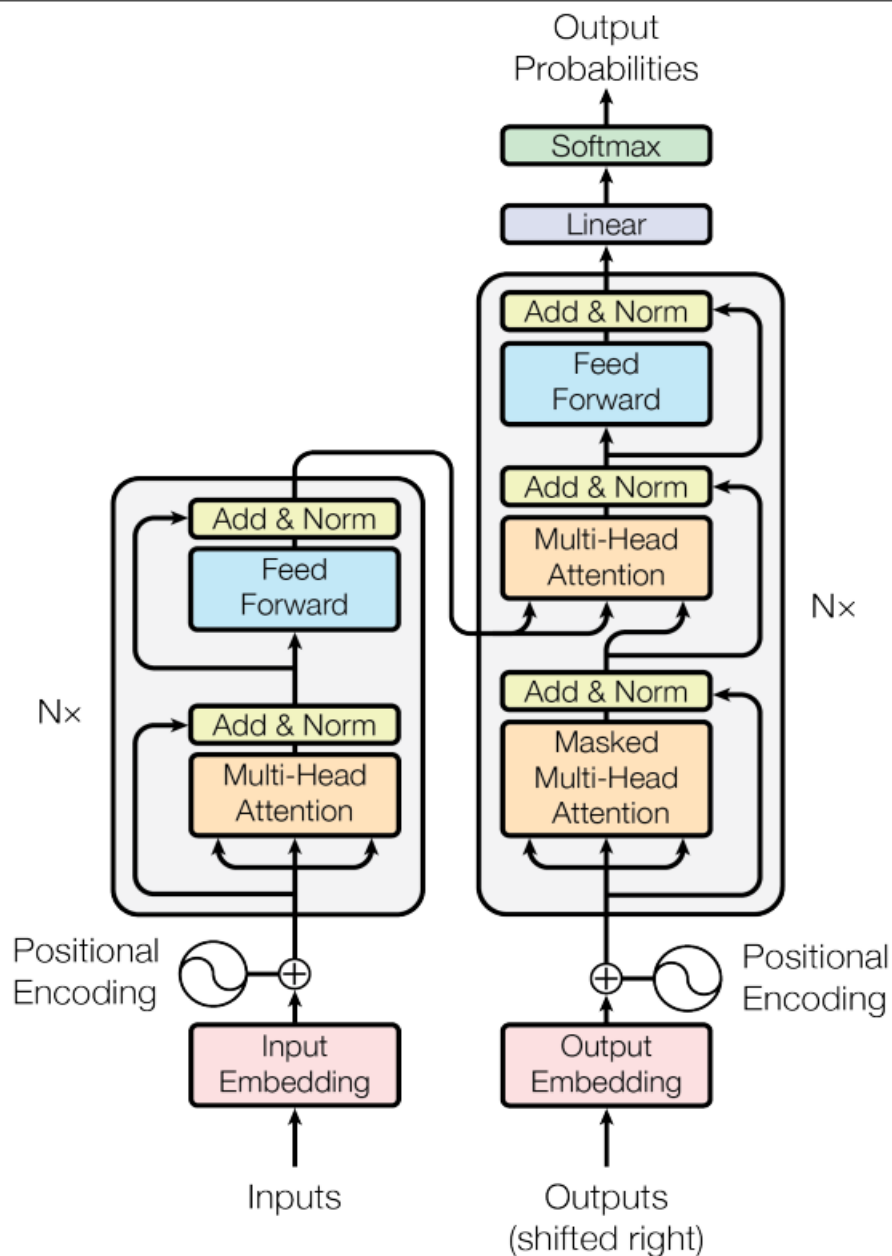 Output
Probabilities
Softmax
Linear
Add & Norm
Feed
Forward
Add & Norm
Multi-Head
Attention
Add & Norm
Masked
Multi-Head
Attention
Nx
Add & Norm
Feed
Forward
Add & Norm
Multi-Head
Attention
Nx
Positional
Encoding
Positional
Encoding
Input
Embedding
Output
Embedding
Inputs
Outputs
(shifted right)